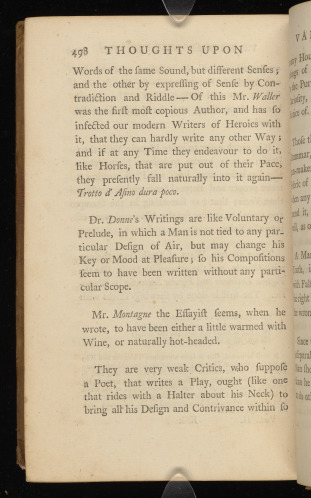 498 THOUGHTS UPON
Words of the ſame Sound, but different Senſes;
and the other by expreſſing of Senſe by Con-
tradiction and Riddle — Of this Mr. Waller
was the firſt moſt copious Author, and has ſo
infected our modern Writers of Heroics with
it, that they can hardly write any other Way;
and if at any Time they endeavour to do it,
like Horſes, that are put out of their Pace,
they preſently fall naturally into it again—
Trotto d' Aſino dura poco.
Dr. Donne's Writings are like Voluntary or
Prelude, in which a Man is not tied to any par-
ticular Deſign of Air, but may change his
Key or Mood at Pleaſure; ſo his Compoſitions
ſeem to have been written without any parti-
cular Scope.
Mr. Montagne the Eſſayiſt ſeems, when he
wrote, to have been either a little warmed with
Wine, or naturally hot-headed.
They are very weak Critics, who ſuppoſe
a Poet, that writes a Play, ought (like one
that rides with a Halter about his Neck) to
bring all his Deſign and Contrivance within ſo